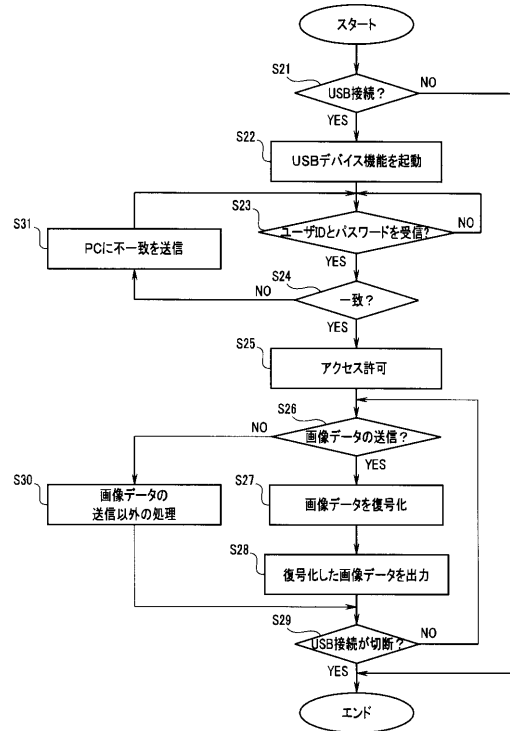 スタート
S21
USB接続?
NO
YES
S22
USBデバイス機能を起動
S23
ユーザIDとパスワードを受信?
NO
YES
S31
PCに不一致を送信
S24
一致?
NO
YES
S25
アクセス許可
S26
画像データの送信?
NO
YES
S27
画像データを復号化
S30
画像データの
送信以外の処理
S28
復号化した画像データを出力
S29
USB接続が切断?
NO
YES
エンド